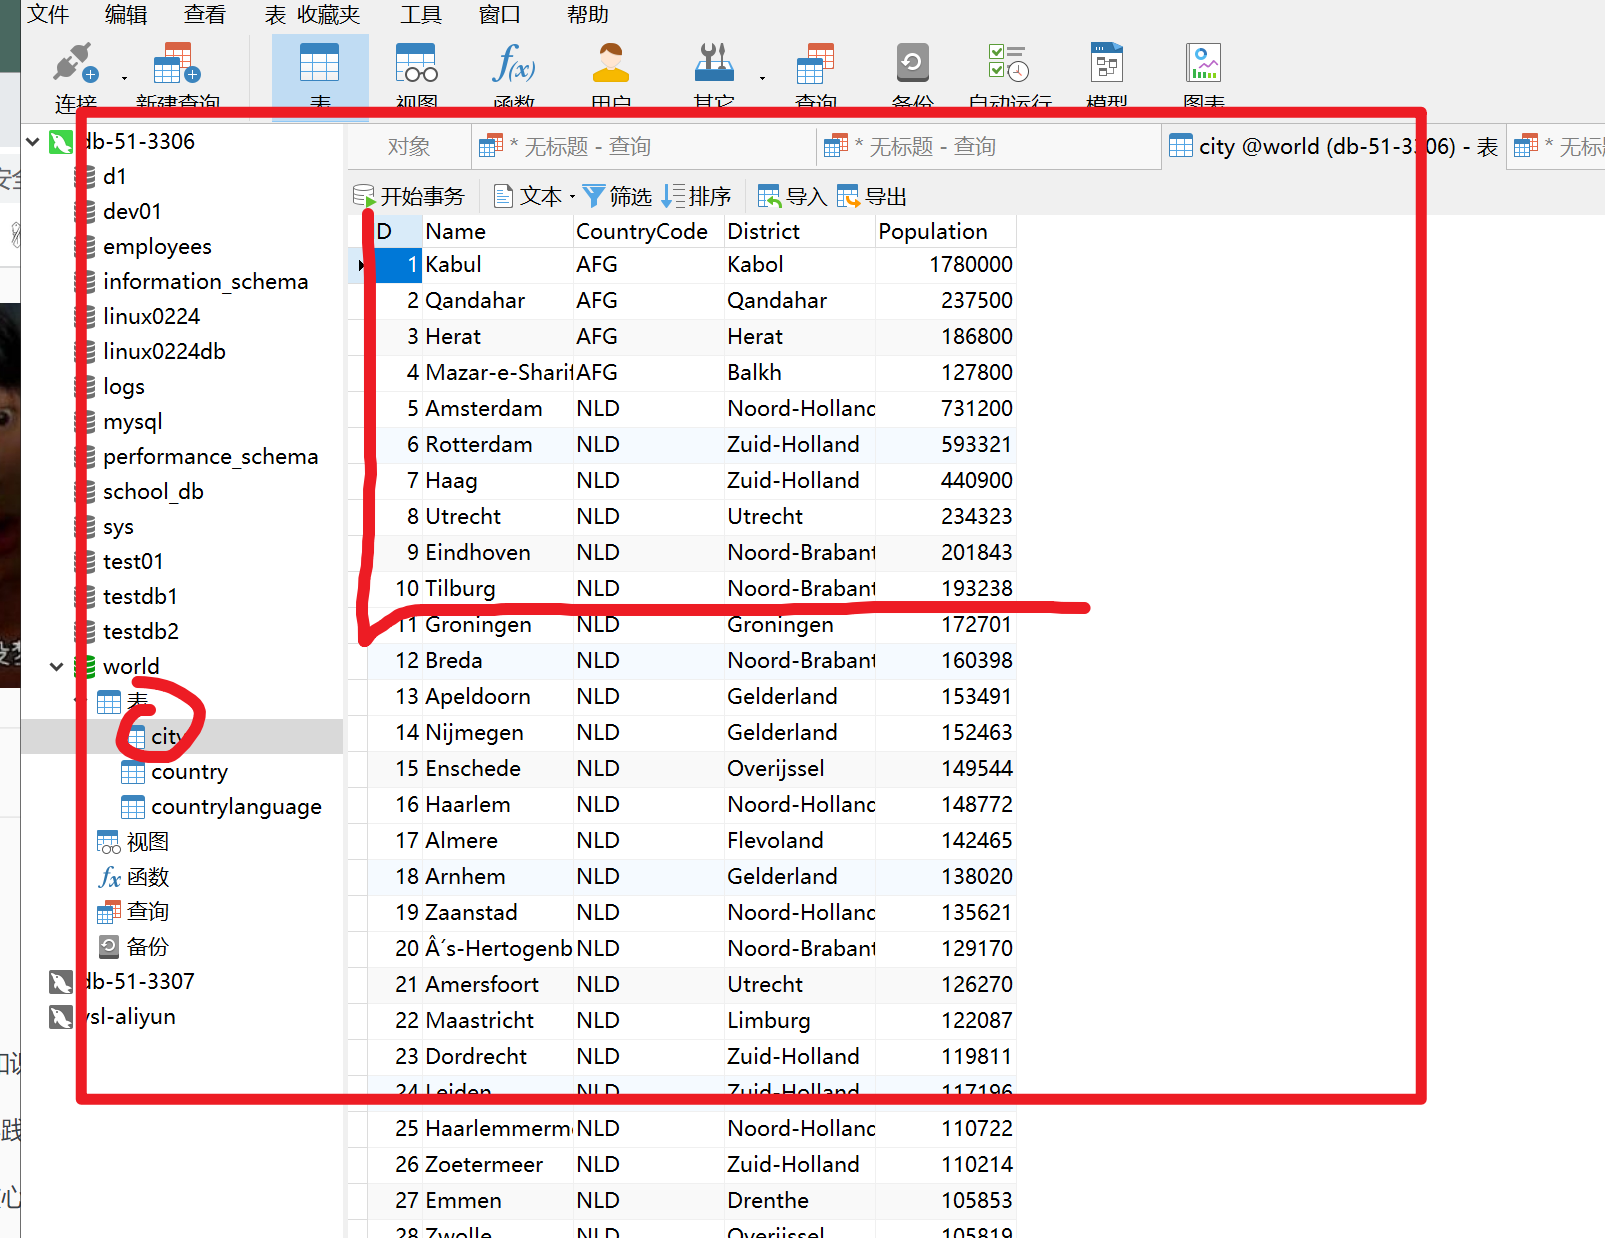 文件 编辑 查看 表 收藏夹 工具 窗口 帮助
连接 新建查询 表 视图 函数 用户 其它 查询 备份 自动运行 模型 图表
对象 * 无标题 - 查询 * 无标题 - 查询 city @world (db-51-3306) - 表 * 无标
开始事务 文本 筛选 排序 导入 导出
db-51-3306
d1
dev01
employees
information_schema
linux0224
linux0224db
logs
mysql
performance_schema
school_db
sys
test01
testdb1
testdb2
world
表
city
country
countrylanguage
视图
函数
查询
备份
db-51-3307
ysl-aliyun
D Name CountryCode District Population
1 Kabul AFG Kabol 1780000
2 Qandahar AFG Qandahar 237500
3 Herat AFG Herat 186800
4 Mazar-e-Sharif AFG Balkh 127800
5 Amsterdam NLD Noord-Holland 731200
6 Rotterdam NLD Zuid-Holland 593321
7 Haag NLD Zuid-Holland 440900
8 Utrecht NLD Utrecht 234323
9 Eindhoven NLD Noord-Brabant 201843
10 Tilburg NLD Noord-Brabant 193238
11 Groningen NLD Groningen 172701
12 Breda NLD Noord-Brabant 160398
13 Apeldoorn NLD Gelderland 153491
14 Nijmegen NLD Gelderland 152463
15 Enschede NLD Overijssel 149544
16 Haarlem NLD Noord-Holland 148772
17 Almere NLD Flevoland 142465
18 Arnhem NLD Gelderland 138020
19 Zaanstad NLD Noord-Holland 135621
20 Â´s-Hertogenb NLD Noord-Brabant 129170
21 Amersfoort NLD Utrecht 126270
22 Maastricht NLD Limburg 122087
23 Dordrecht NLD Zuid-Holland 119811
24 Leiden NLD Zuid-Holland 117196
25 Haarlemmerm NLD Noord-Holland 110722
26 Zoetermeer NLD Zuid-Holland 110214
27 Emmen NLD Drenthe 105853
28 Zwolle NLD Overijssel 105819